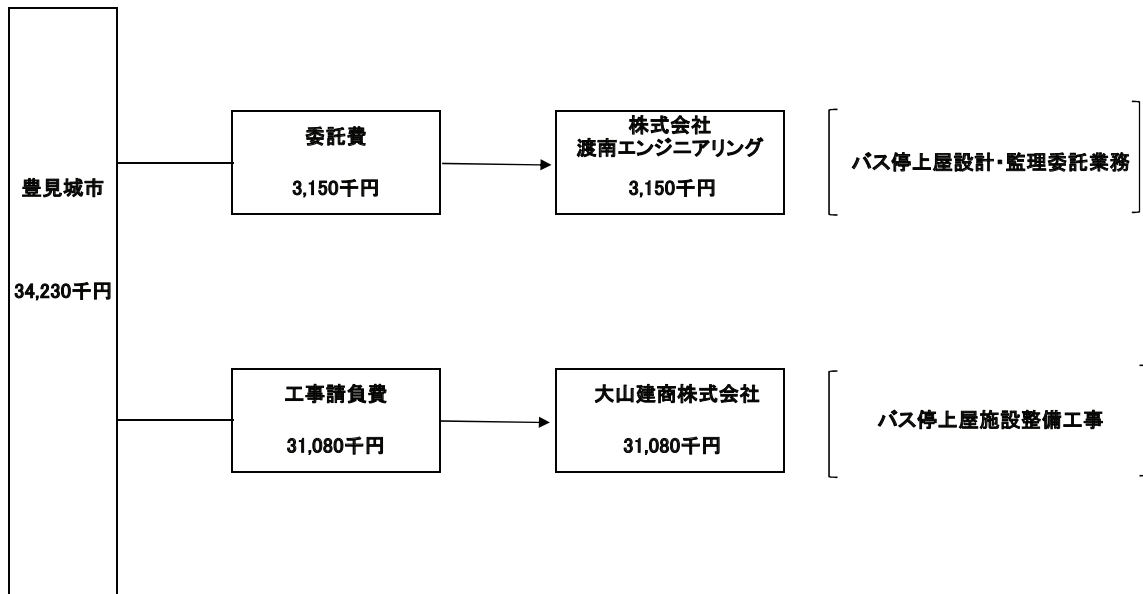 豊見城市
34,230千円
委託費
3,150千円
株式会社
渡南エンジニアリング
3,150千円
バス停上屋設計・監理委託業務
工事請負費
31,080千円
大山建商株式会社
31,080千円
バス停上屋施設整備工事